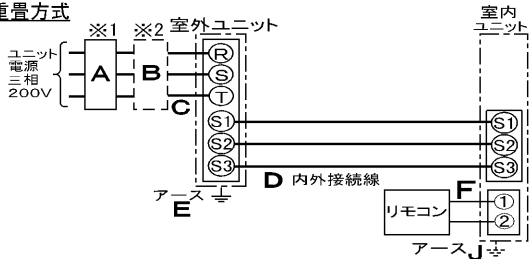 重畳方式
※1 ※2 室外ユニット
室内
ユニット
ユニット
電源
三相
200V
A
B
C
R
S
T
S1
S2
S3
S1
S2
S3
D 内外接続線
アース
E
F
リモコン
1
2
アース J